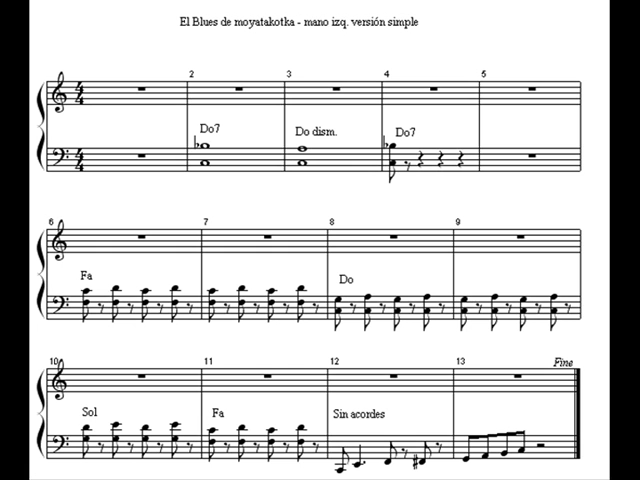 El Blues de moyatakotka - mano izq. versión simple
2 3 4 5
Do7 Do dism. Do7
6 7 8 9
Fa Do
10 11 12 13 Fine
Sol Fa Sin acordes